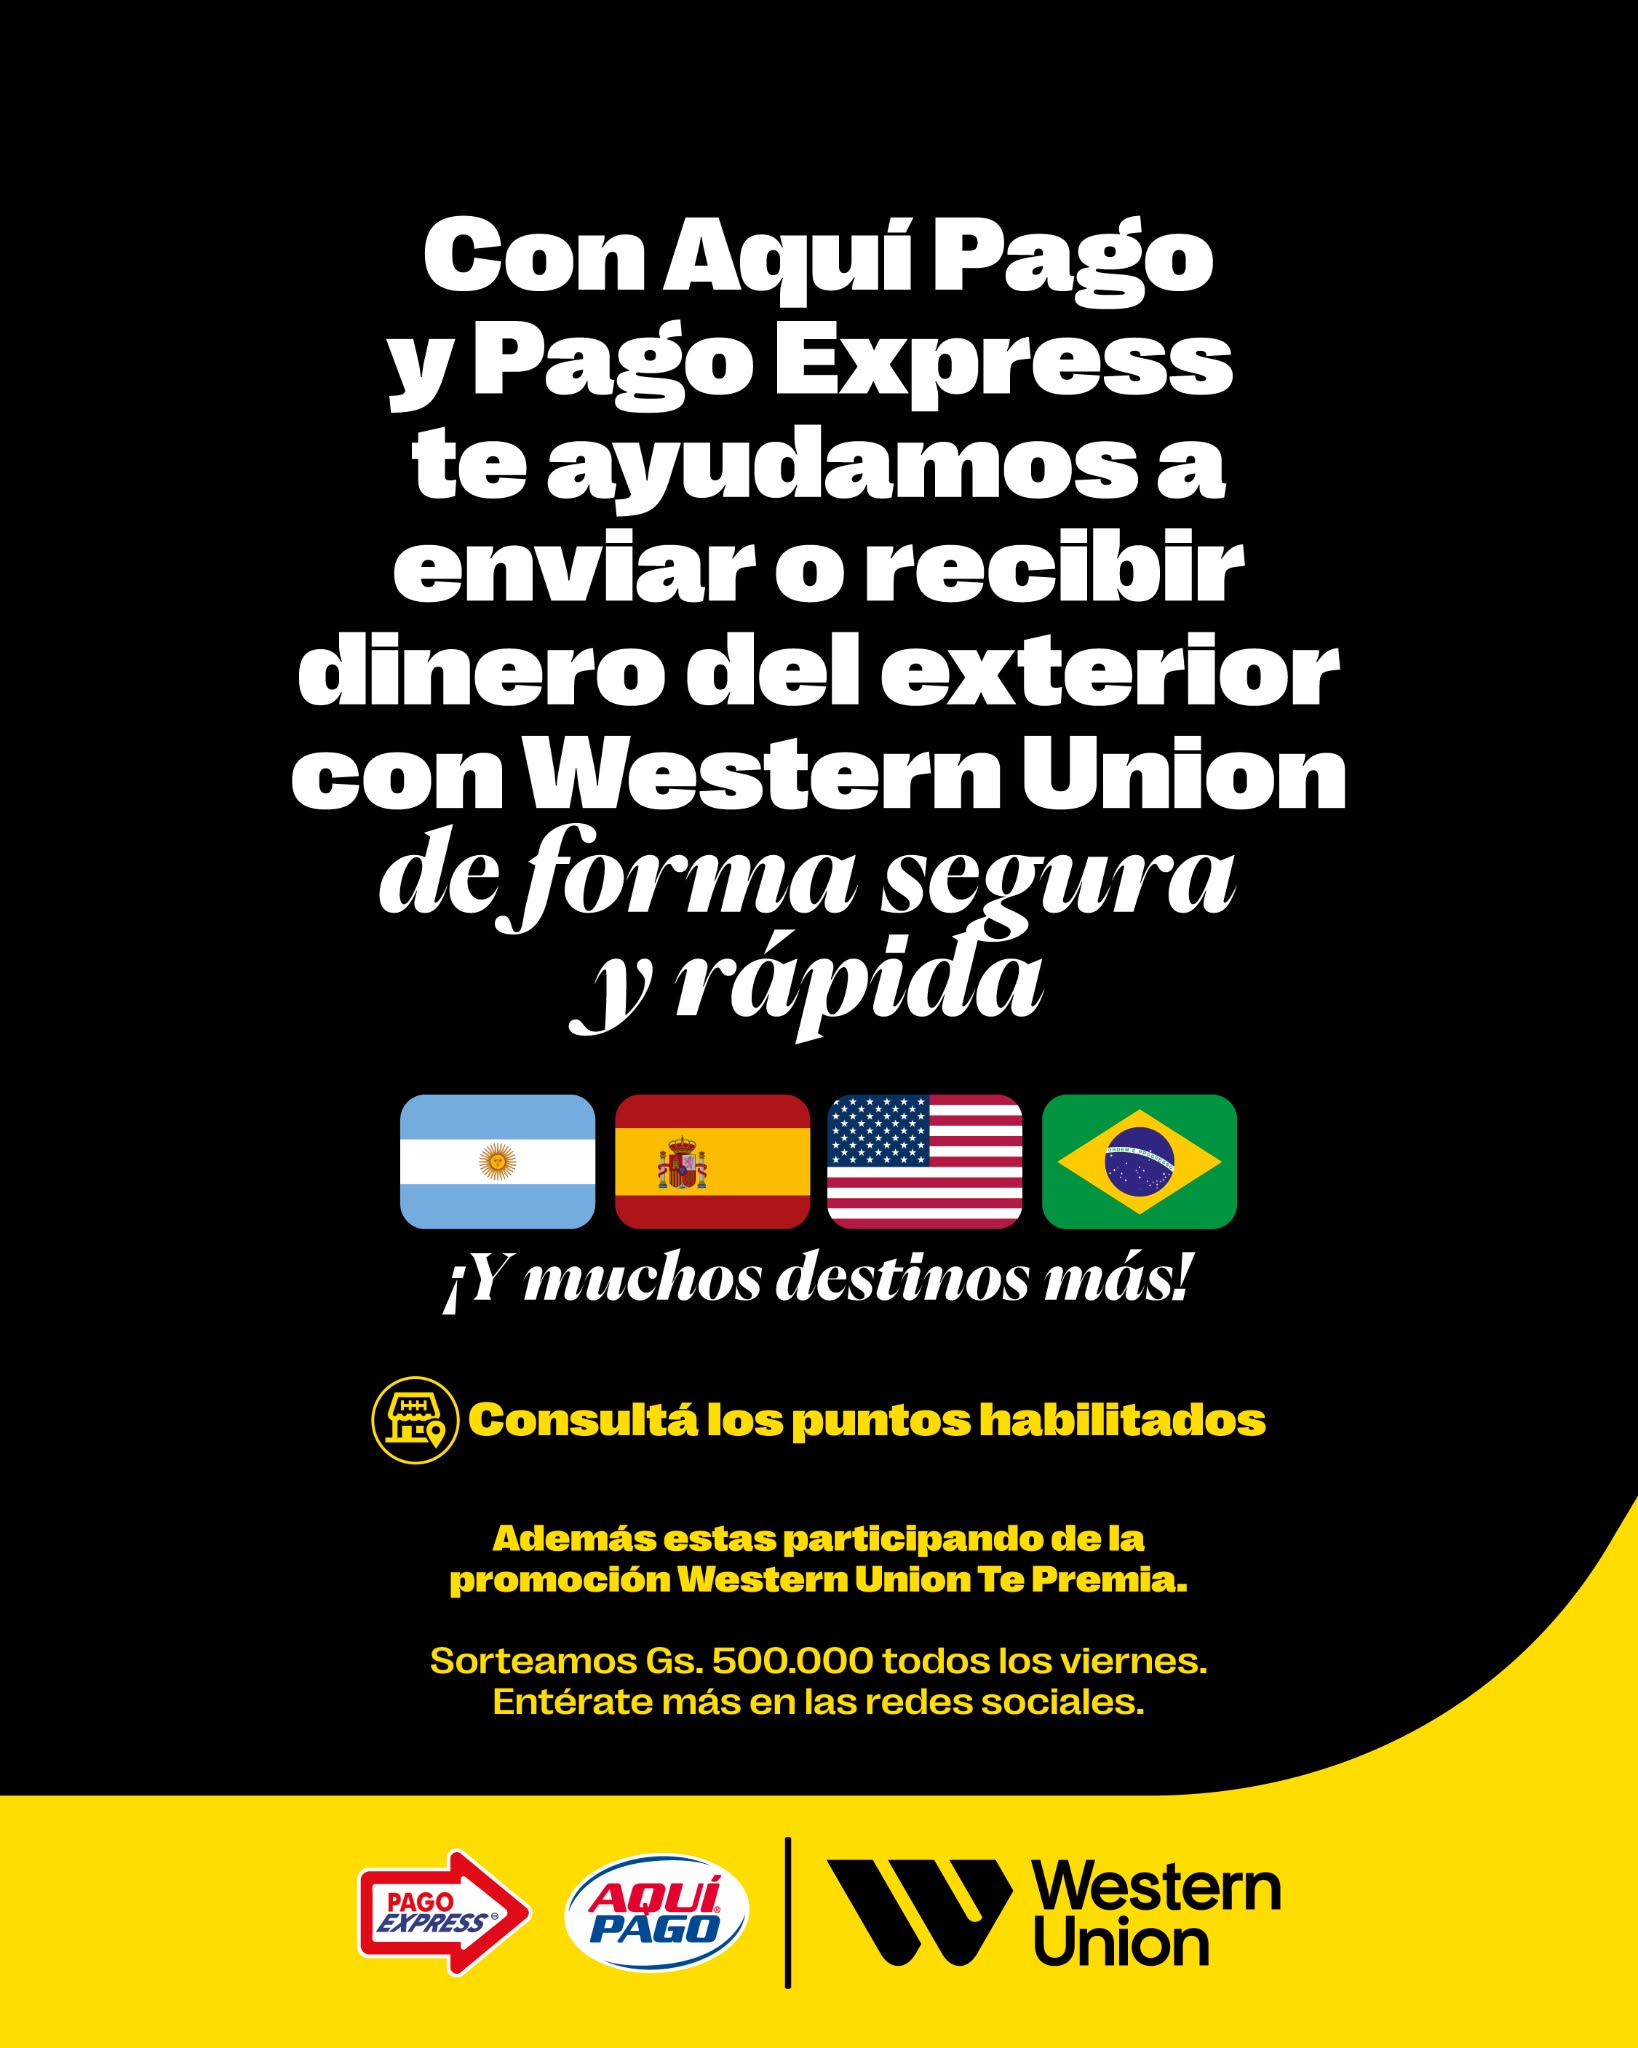 Con Aquí Pago
y Pago Express
te ayudamos a
enviar o recibir
dinero del exterior
con Western Union
de forma segura
y rápida
¡Y muchos destinos más!
Consultá los puntos habilitados
Además estas participando de la
promoción Western Union Te Premia.
Sorteamos Gs. 500.000 todos los viernes.
Entérate más en las redes sociales.
PAGO
EXPRESS
AQUÍ
PAGO
Western
Union